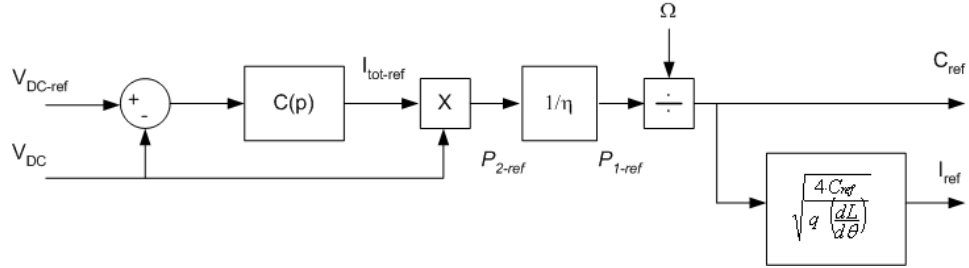 Ω
V_DC-ref
+
-
C(p)
I_tot-ref
X
P_2-ref
1/η
P_1-ref
÷
C_ref
V_DC
√(4·C_ref / (q (dL/dθ)))
I_ref